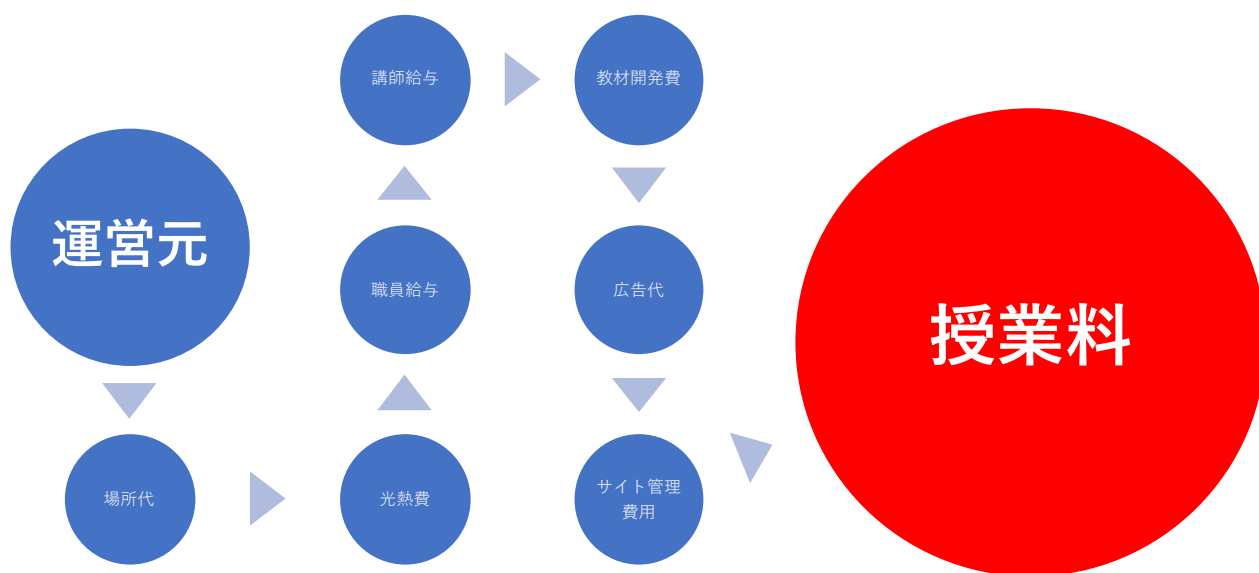 運営元
場所代
光熱費
職員給与
講師給与
教材開発費
広告代
サイト管理
費用
授業料